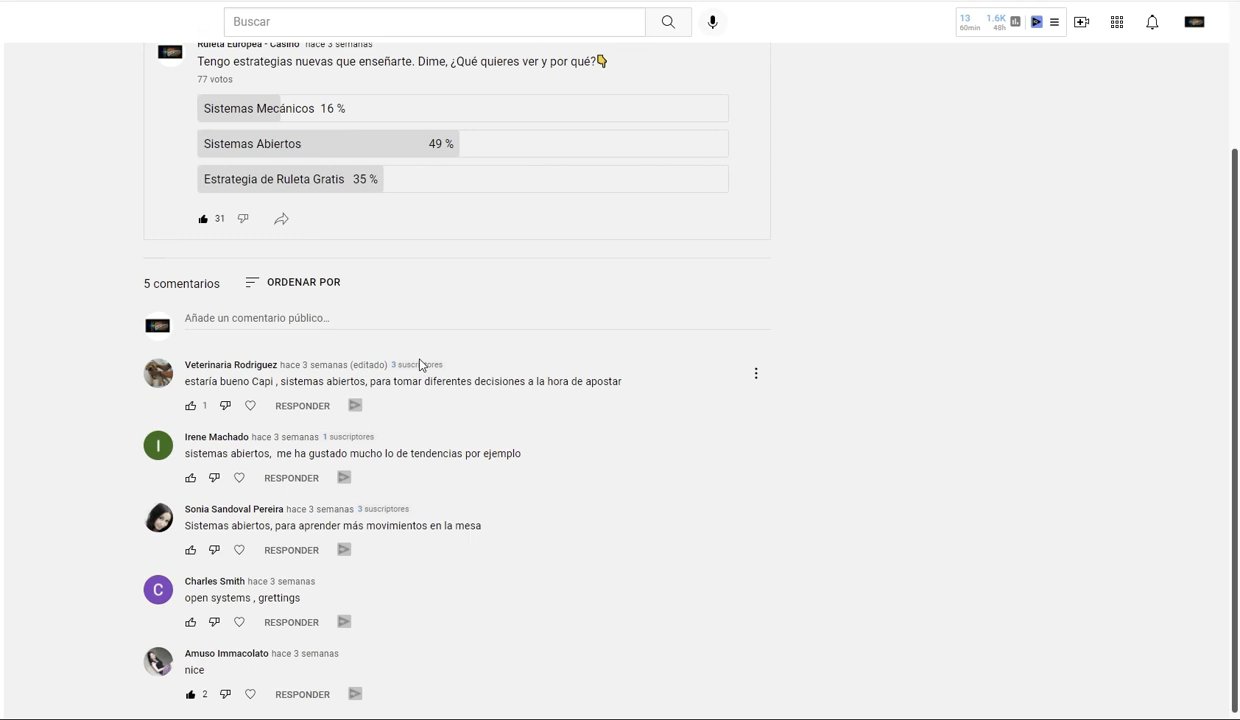 Buscar
13 1.6K
60min 48h
Ruleta Europea - Casino hace 3 semanas
Tengo estrategias nuevas que enseñarte. Dime, ¿Qué quieres ver y por qué?👇
77 votos
Sistemas Mecánicos 16 %
Sistemas Abiertos 49 %
Estrategia de Ruleta Gratis 35 %
31
5 comentarios ORDENAR POR
Añade un comentario público...
Veterinaria Rodriguez hace 3 semanas (editado) 3 suscriptores
estaría bueno Capi , sistemas abiertos, para tomar diferentes decisiones a la hora de apostar
1 RESPONDER
I
Irene Machado hace 3 semanas 1 suscriptores
sistemas abiertos, me ha gustado mucho lo de tendencias por ejemplo
RESPONDER
Sonia Sandoval Pereira hace 3 semanas 3 suscriptores
Sistemas abiertos, para aprender más movimientos en la mesa
RESPONDER
C
Charles Smith hace 3 semanas
open systems , grettings
RESPONDER
Amuso Immacolato hace 3 semanas
nice
2 RESPONDER